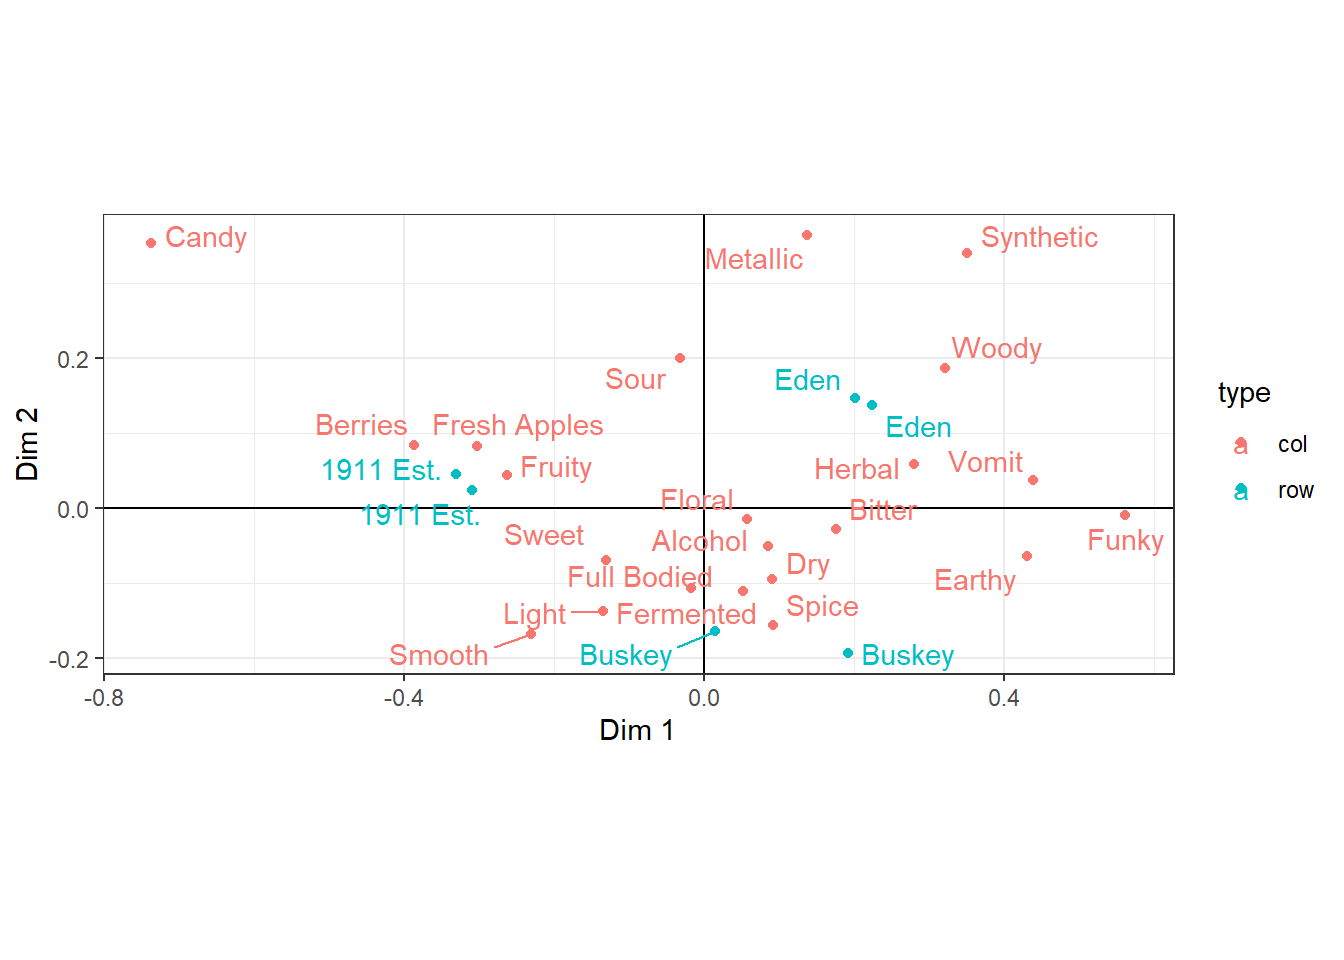 Candy
Synthetic
Metallic
Woody
0.2
Sour
Eden
type
Eden
Berries
Fresh Apples
a col
Dim 2
1911 Est.
Fruity
Herbal
Vomit
a row
Floral
0.0
1911 Est.
Bitter
Sweet
Alcohol
Funky
Dry
Full Bodied
Earthy
Spice
Light
Fermented
Smooth
Buskey
Buskey
-0.2
-0.8 -0.4 0.0 0.4
Dim 1